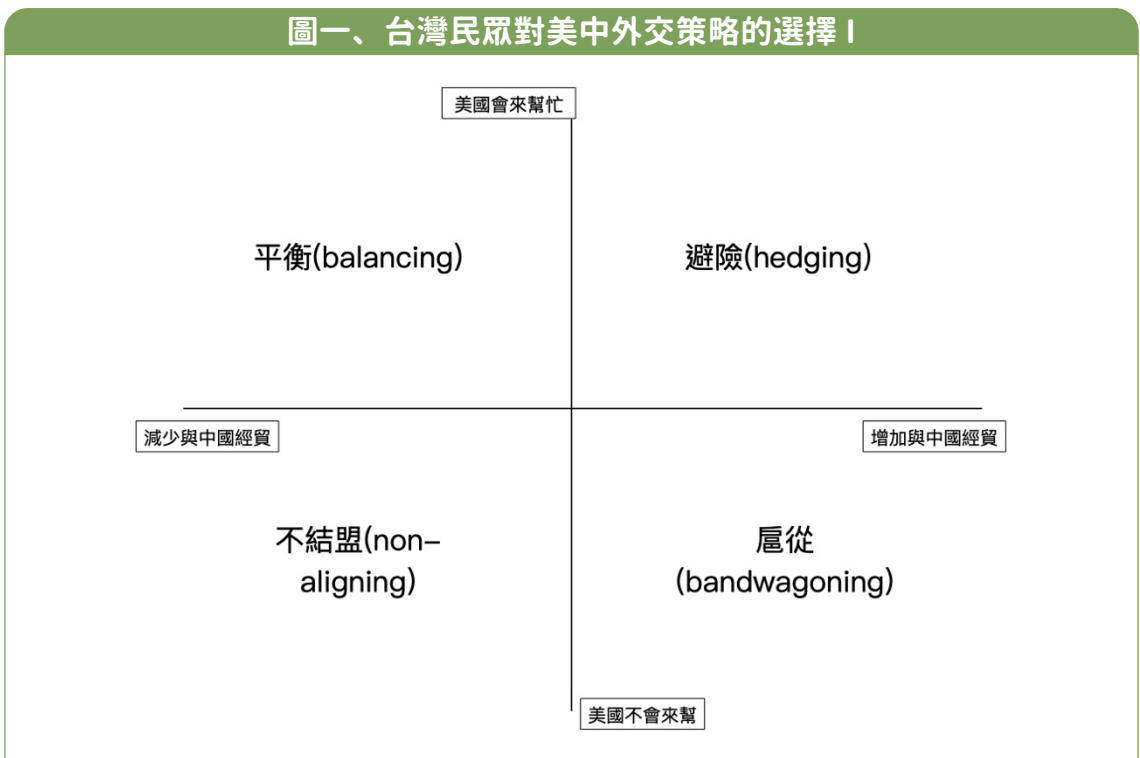 圖一、台灣民眾對美中外交策略的選擇 I
美國會來幫忙
平衡(balancing)
避險(hedging)
減少與中國經貿
增加與中國經貿
不結盟(non-
aligning)
扈從
(bandwagoning)
美國不會來幫